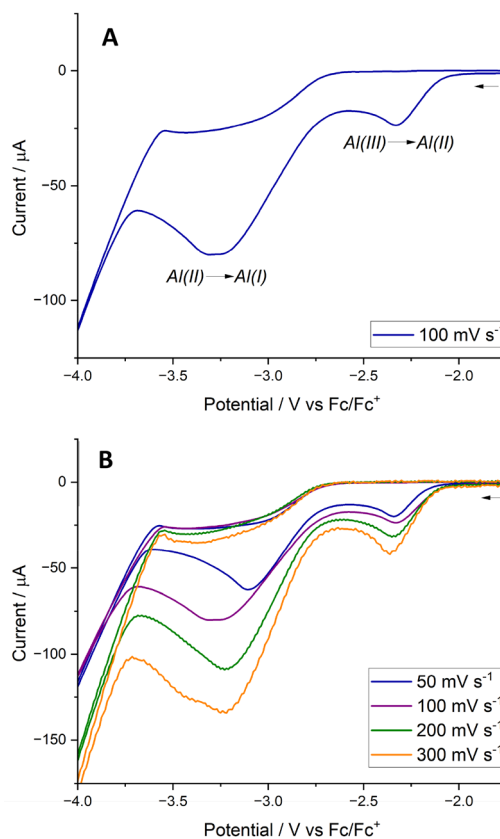 A
0
−50
−100
Current / µA
Al(III) → Al(II)
Al(II) → Al(I)
100 mV s⁻¹
−4.0 −3.5 −3.0 −2.5 −2.0
Potential / V vs Fc/Fc⁺
B
0
−50
−100
−150
Current / µA
50 mV s⁻¹
100 mV s⁻¹
200 mV s⁻¹
300 mV s⁻¹
−4.0 −3.5 −3.0 −2.5 −2.0
Potential / V vs Fc/Fc⁺